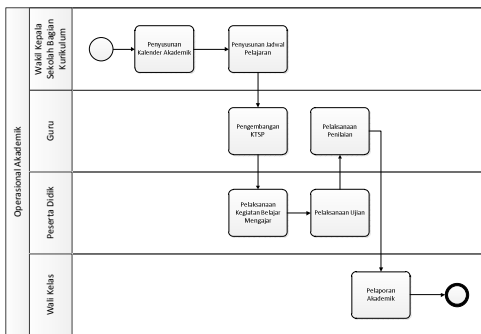 Operasional Akademik
Wakil Kepala
Sekolah Bagian
Kurikulum
Penyusunan
Kalender Akademik
Penyusunan Jadwal
Pelajaran
Guru
Pengembangan
KTSP
Pelaksanaan
Penilaian
Peserta Didik
Pelaksanaan
Kegiatan Belajar
Mengajar
Pelaksanaan Ujian
Wali Kelas
Pelaporan
Akademik